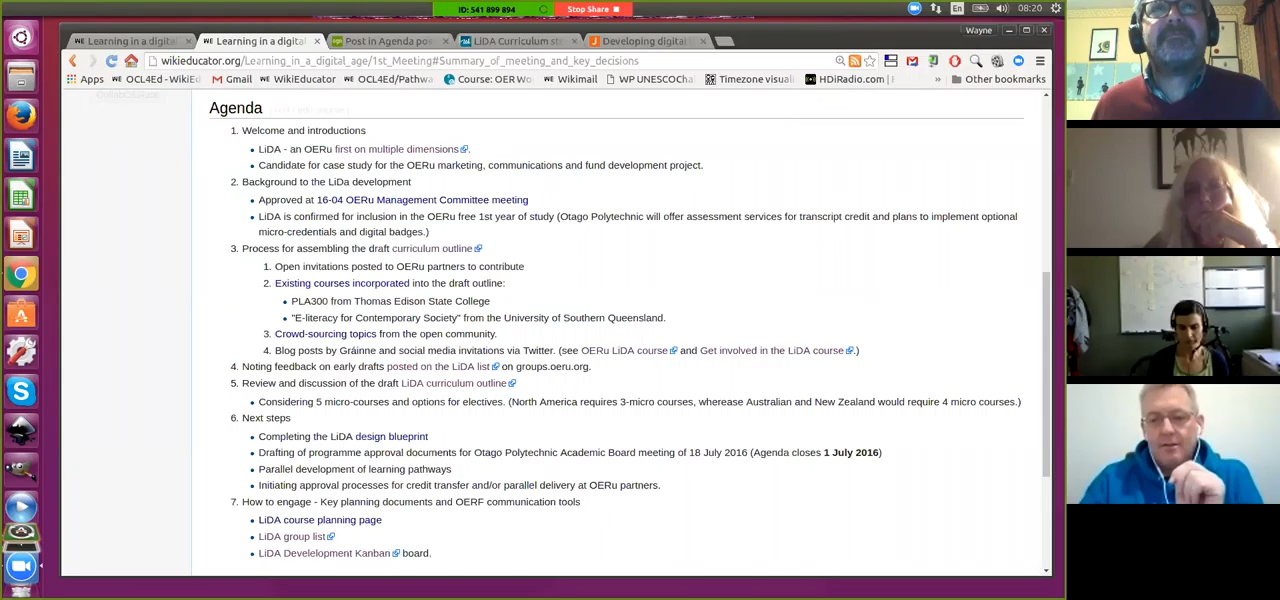 ID: 541 899 894
Stop Share
En
08:20
Learning in a digital
Learning in a digital
Post in Agenda po
LiDA Curriculum st
Developing digital
Wayne
wikieducator.org/Learning_in_a_digital_age/1st_Meeting#Summary_of_meeting_and_key_decisions
Apps
OCL4ED - WikiEd
Gmail
WikiEducator
OCL4Ed/Pathwa
Course: OER Wor
Wikimail
WP UNESCOChai
Timezone visuali
HDiRadio.com |
» Other bookmarks
Agenda
1. Welcome and introductions
• LiDA - an OERu first on multiple dimensions.
• Candidate for case study for the OERu marketing, communications and fund development project.
2. Background to the LiDa development
• Approved at 16-04 OERu Management Committee meeting
• LiDA is confirmed for inclusion in the OERu free 1st year of study (Otago Polytechnic will offer assessment services for transcript credit and plans to implement optional
micro-credentials and digital badges.)
3. Process for assembling the draft curriculum outline
1. Open invitations posted to OERu partners to contribute
2. Existing courses incorporated into the draft outline:
• PLA300 from Thomas Edison State College
• "E-literacy for Contemporary Society" from the University of Southern Queensland.
3. Crowd-sourcing topics from the open community.
4. Blog posts by Gráinne and social media invitations via Twitter. (see OERu LiDA course and Get involved in the LiDA course.)
4. Noting feedback on early drafts posted on the LiDA list on groups.oeru.org.
5. Review and discussion of the draft LiDA curriculum outline
• Considering 5 micro-courses and options for electives. (North America requires 3-micro courses, wherease Australian and New Zealand would require 4 micro courses.)
6. Next steps
• Completing the LiDA design blueprint
• Drafting of programme approval documents for Otago Polytechnic Academic Board meeting of 18 July 2016 (Agenda closes 1 July 2016)
• Parallel development of learning pathways
• Initiating approval processes for credit transfer and/or parallel delivery at OERu partners.
7. How to engage - Key planning documents and OERF communication tools
• LiDA course planning page
• LiDA group list
• LiDA Develelopment Kanban board.